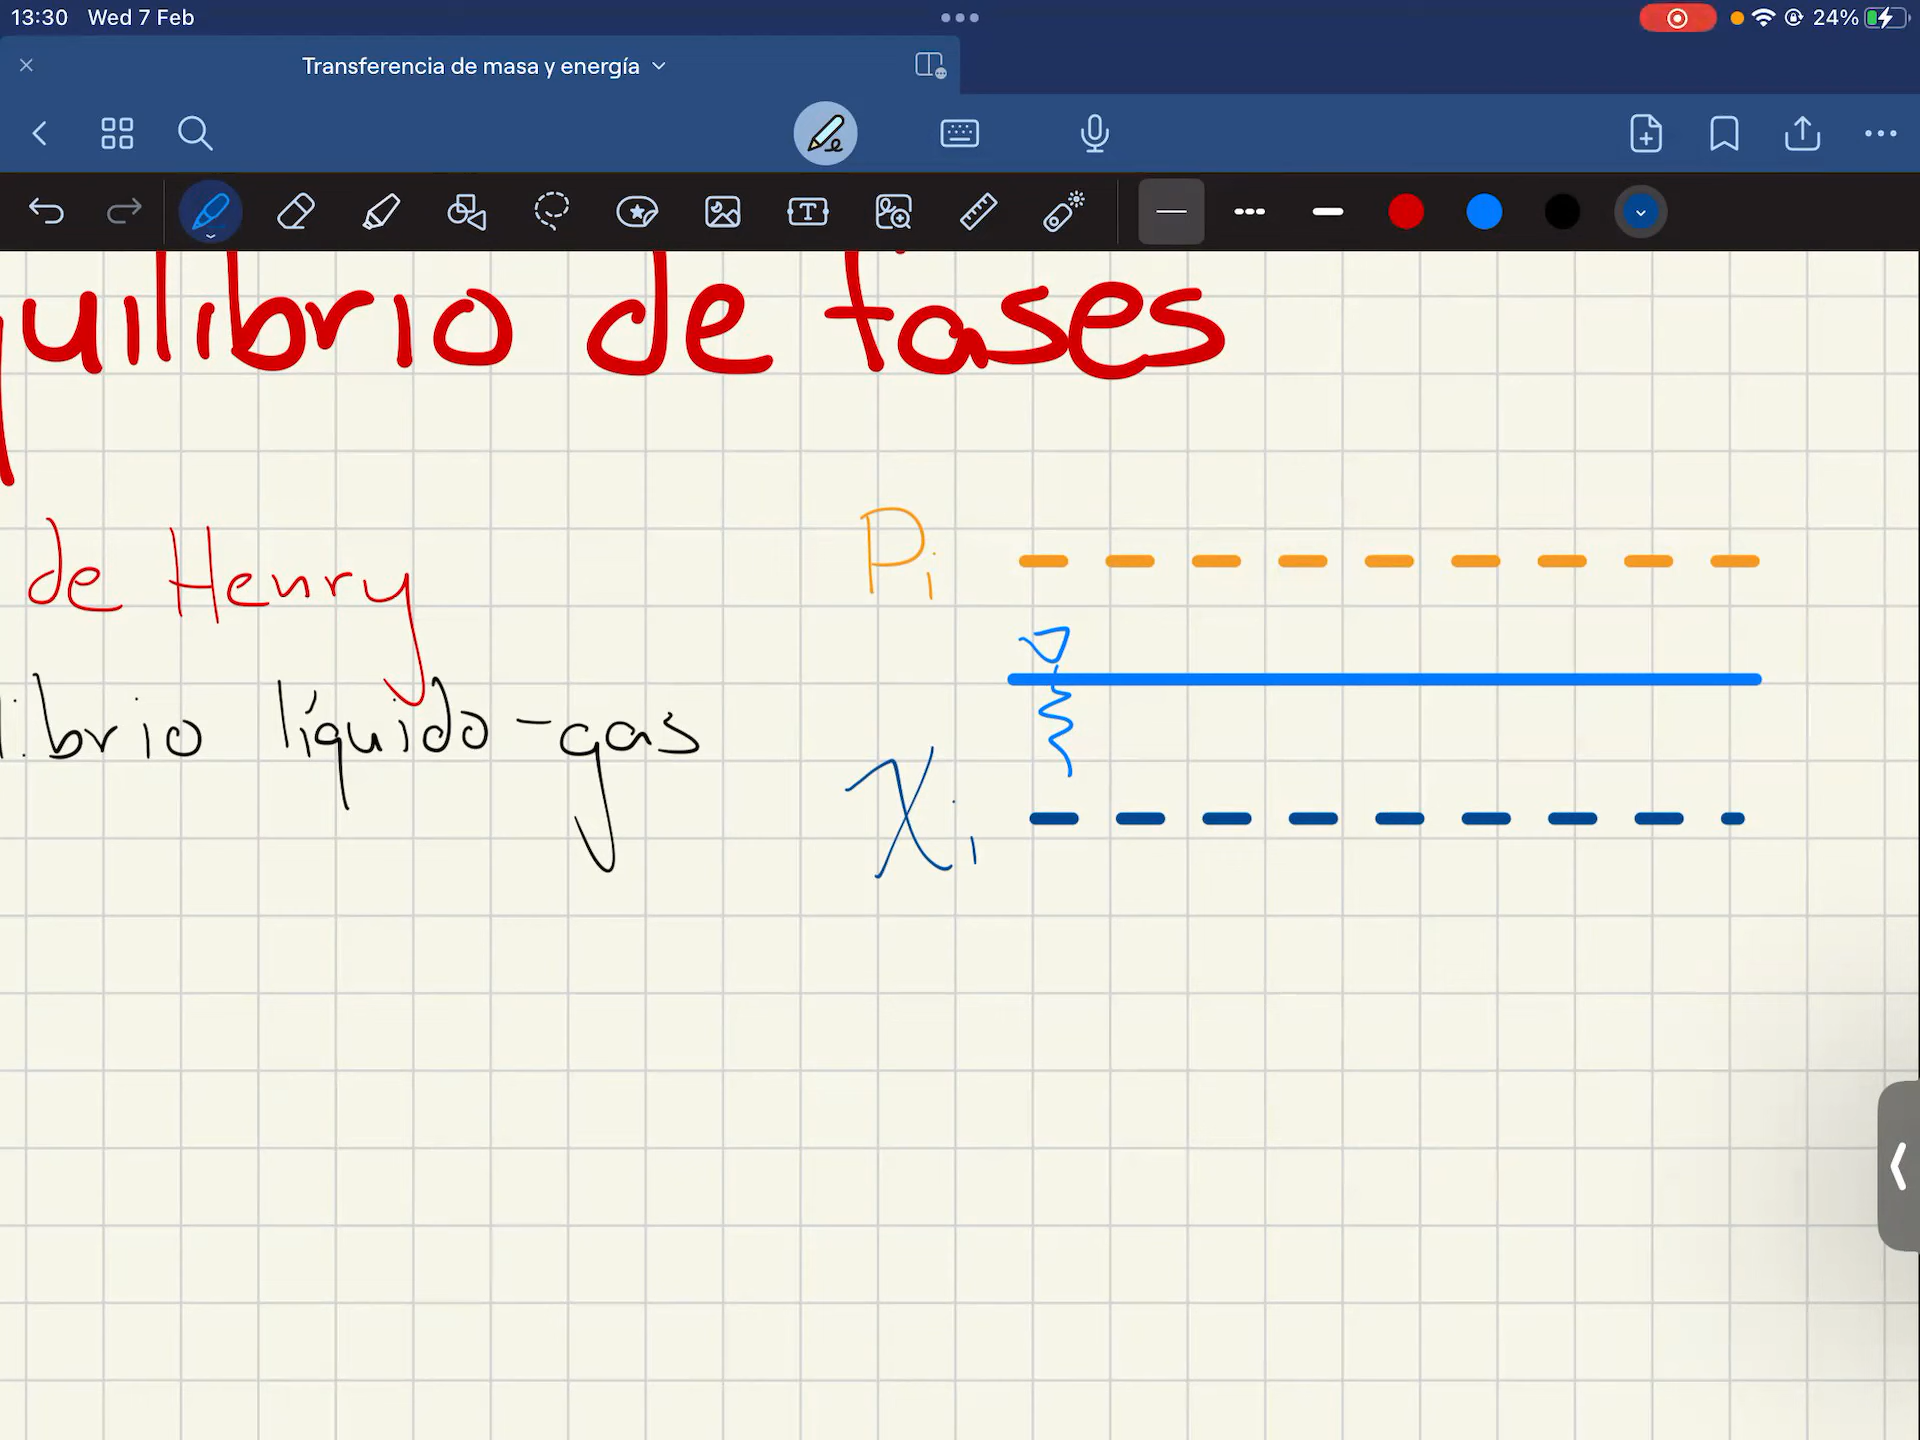 13:30 Wed 7 Feb
24%
Transferencia de masa y energía
quilibrio de fases
de Henry
librio líquido-gas
Pi
Xi